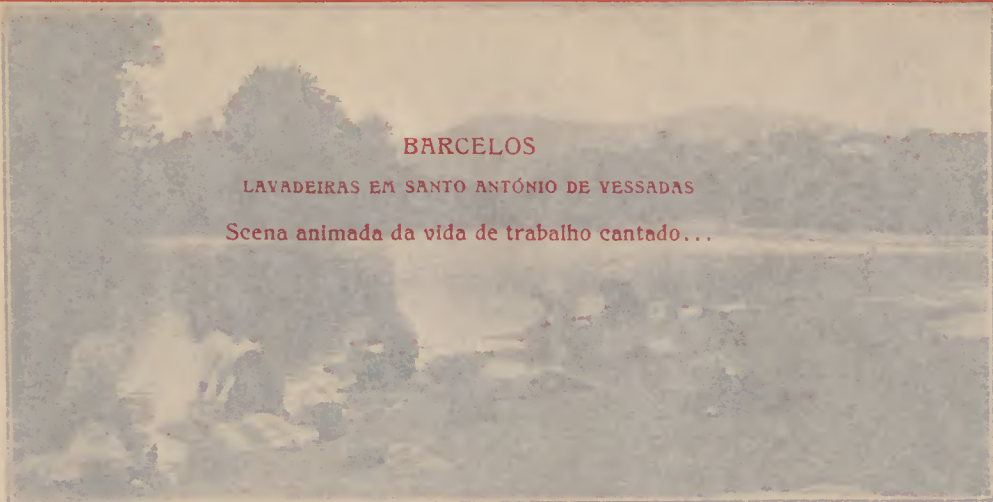 BARCELOS
LAVADEIRAS EM SANTO ANTÓNIO DE VESSADAS
Scena animada da vida de trabalho cantado...